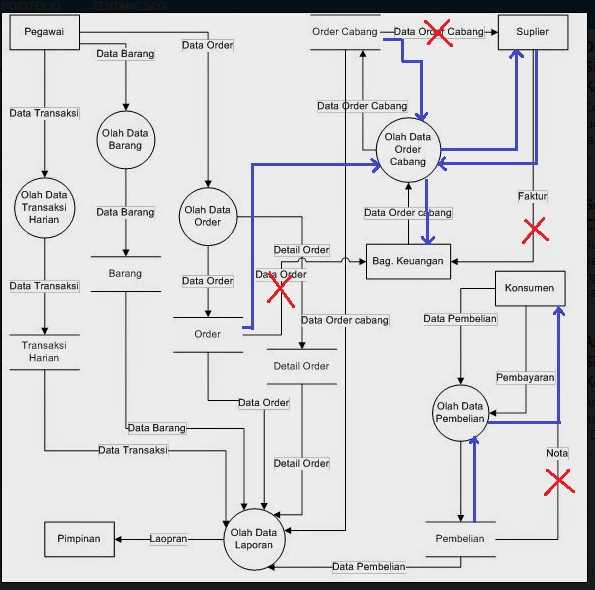 PORTFOLIO TENTANG SAYA
Pegawai
Data Order
Order Cabang
Data Order Cabang
Suplier
Data Barang
Data Transaksi
Olah Data
Barang
Data Order Cabang
Olah Data
Order
Cabang
Olah Data
Transaksi
Harian
Olah Data
Order
Data Barang
Data Order cabang
Faktur
Detail Order
Bag. Keuangan
Barang
Data Order
Data Transaksi
Data Order
Konsumen
Data Order cabang
Data Pembelian
Order
Transaksi
Harian
Detail Order
Pembayaran
Data Order
Olah Data
Pembelian
Data Barang
Data Transaksi
Detail Order
Nota
Pimpinan
Laopran
Olah Data
Laporan
Pembelian
Data Pembelian